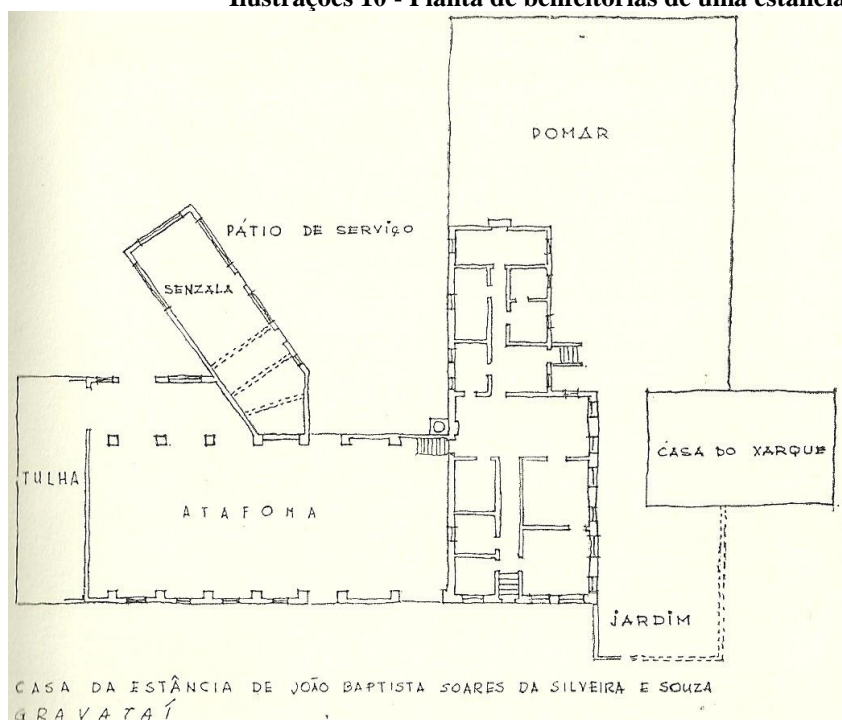 Ilustrações 10 - Planta de benfeitorias de uma estância
POMAR
PÁTIO DE SERVIÇO
SENZALA
CASA DO XARQUE
TULHA
ATAFONA
JARDIM
CASA DA ESTÂNCIA DE JOÃO BAPTISTA SOARES DA SILVEIRA E SOUZA
GRAVATAÍ